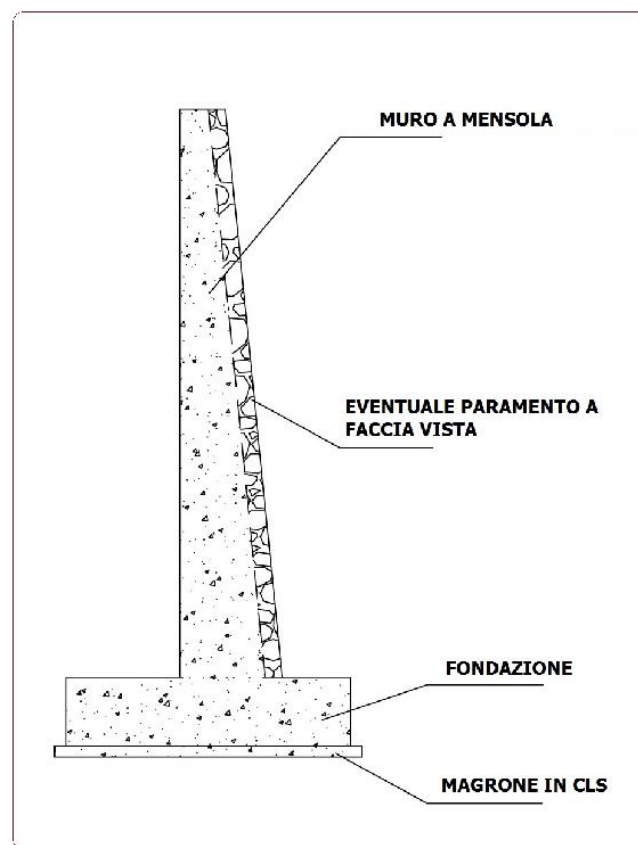 MURO A MENSOLA
EVENTUALE PARAMENTO A
FACCIA VISTA
FONDAZIONE
MAGRONE IN CLS